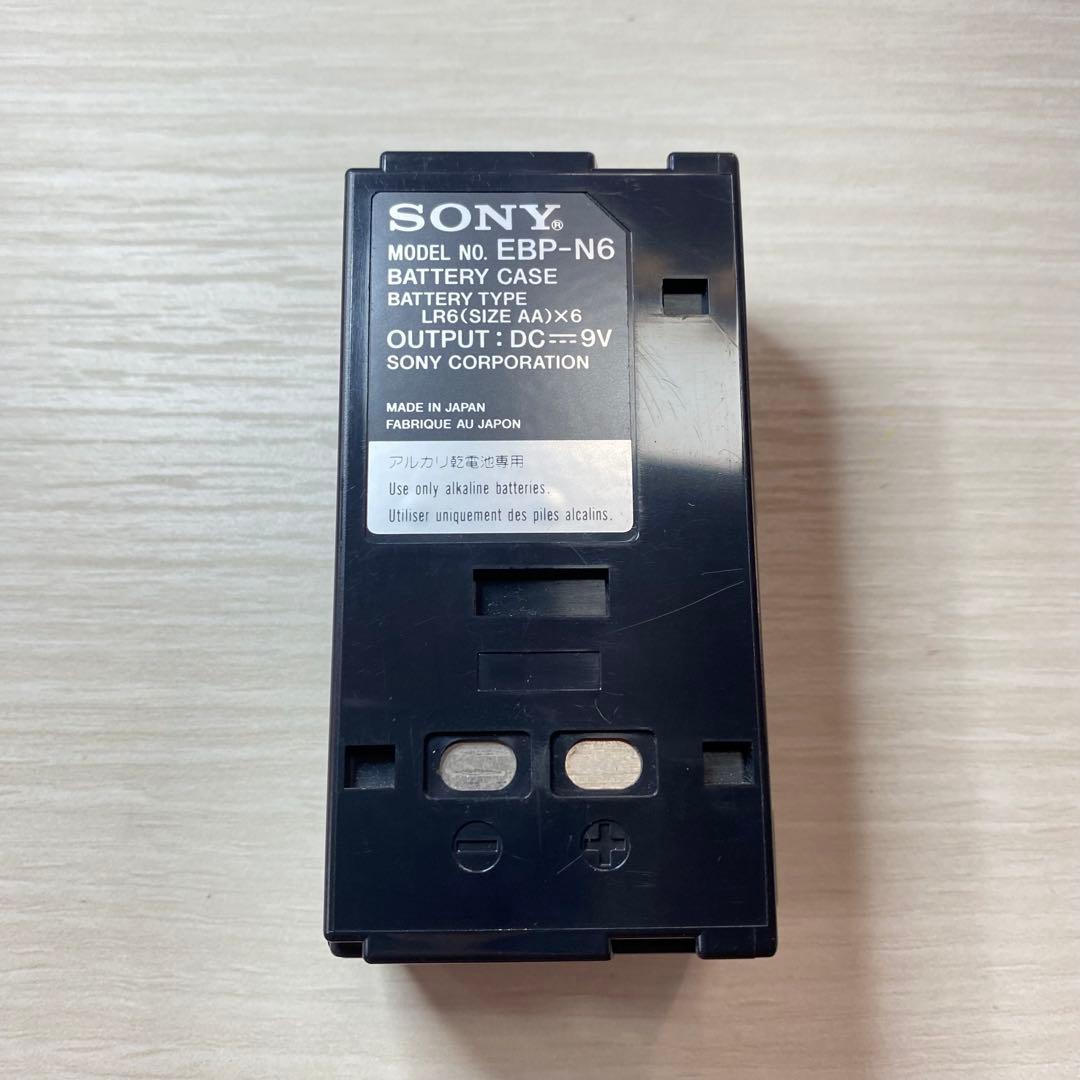 SONY®
MODEL NO. EBP-N6
BATTERY CASE
BATTERY TYPE
LR6(SIZE AA)×6
OUTPUT : DC⎓9V
SONY CORPORATION
MADE IN JAPAN
FABRIQUE AU JAPON
アルカリ乾電池専用
Use only alkaline batteries.
Utiliser uniquement des piles alcalins.
− +